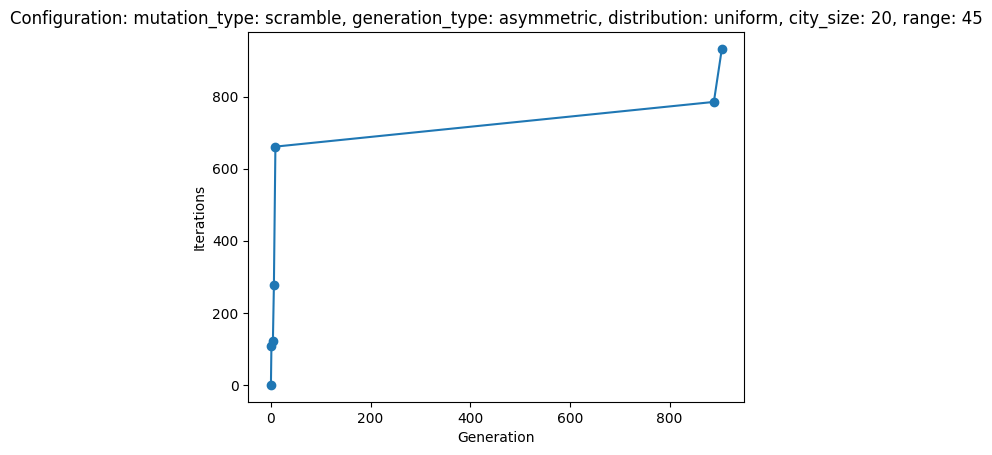 Configuration: mutation_type: scramble, generation_type: asymmetric, distribution: uniform, city_size: 20, range: 45
800
600
400
200
0
Iterations
0 200 400 600 800
Generation